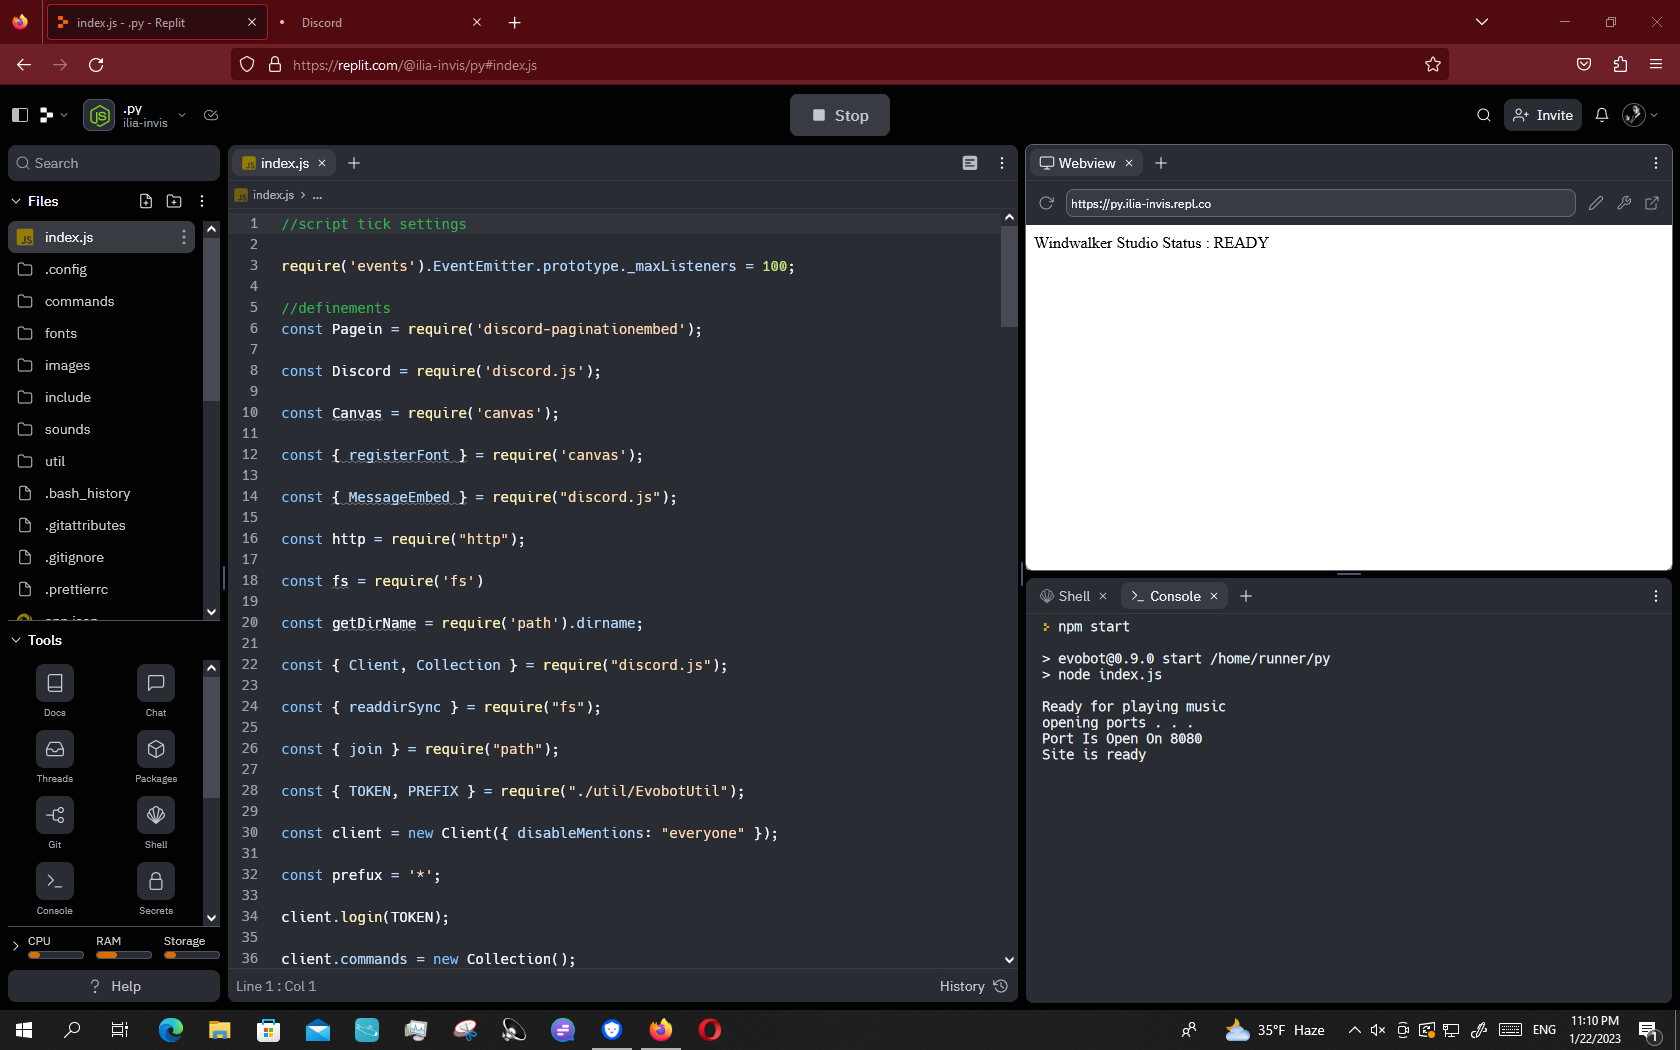 index.js - .py - Replit
Discord
https://replit.com/@ilia-invis/py#index.js
.py
ilia-invis
Stop
Invite
Search
Files
index.js
.config
commands
fonts
images
include
sounds
util
.bash_history
.gitattributes
.gitignore
.prettierrc
app.json
Tools
Docs
Chat
Threads
Packages
Git
Shell
Console
Secrets
CPU
RAM
Storage
? Help
index.js
index.js > ...
1 //script tick settings
2
3 require('events').EventEmitter.prototype._maxListeners = 100;
4
5 //definements
6 const Pagein = require('discord-paginationembed');
7
8 const Discord = require('discord.js');
9
10 const Canvas = require('canvas');
11
12 const { registerFont } = require('canvas');
13
14 const { MessageEmbed } = require("discord.js");
15
16 const http = require("http");
17
18 const fs = require('fs')
19
20 const getDirName = require('path').dirname;
21
22 const { Client, Collection } = require("discord.js");
23
24 const { readdirSync } = require("fs");
25
26 const { join } = require("path");
27
28 const { TOKEN, PREFIX } = require("./util/EvobotUtil");
29
30 const client = new Client({ disableMentions: "everyone" });
31
32 const prefux = '*';
33
34 client.login(TOKEN);
35
36 client.commands = new Collection();
Line 1 : Col 1
History
Webview
https://py.ilia-invis.repl.co
Windwalker Studio Status : READY
Shell
Console
npm start
> evobot@0.9.0 start /home/runner/py
> node index.js
Ready for playing music
opening ports . . .
Port Is Open On 8080
Site is ready
35°F Haze
ENG
11:10 PM
1/22/2023
1